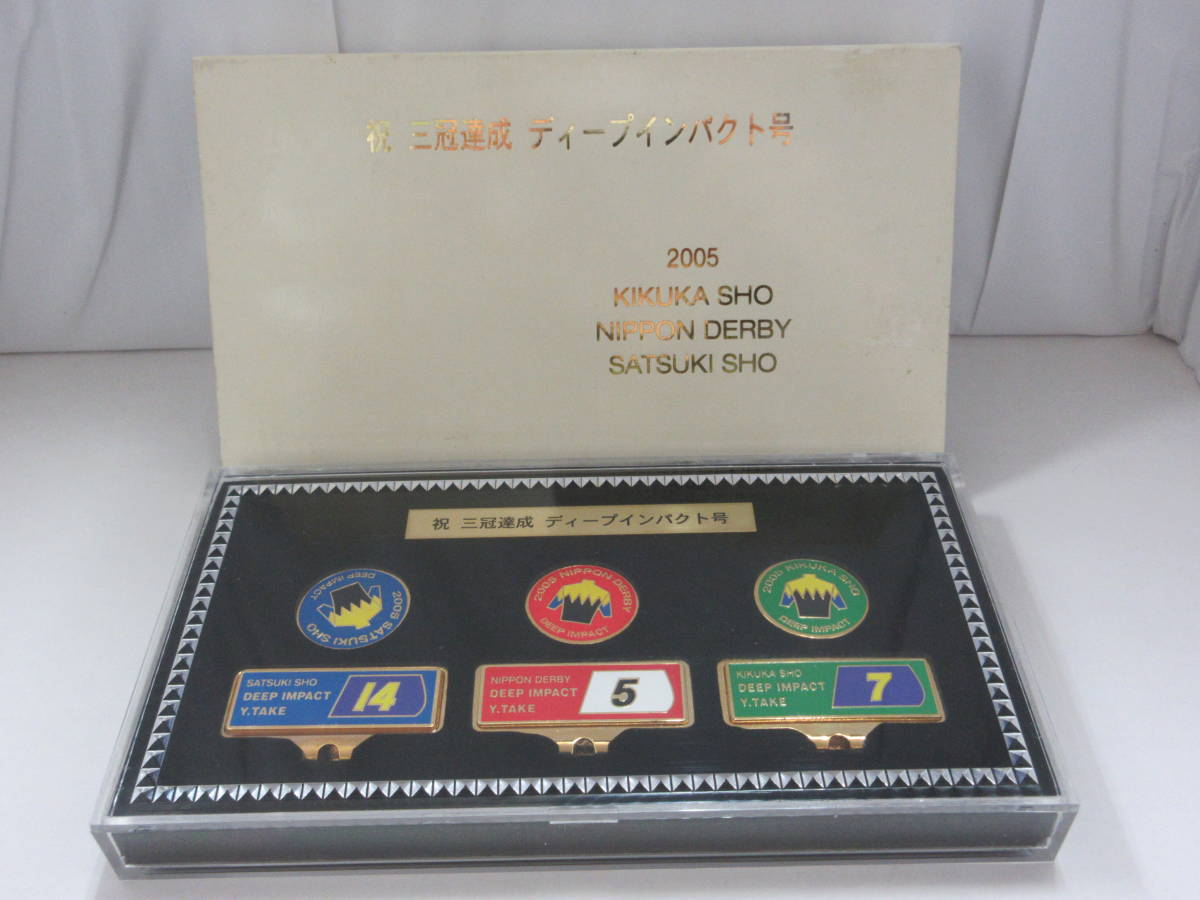 祝 三冠達成 ディープインパクト号
2005
KIKUKA SHO
NIPPON DERBY
SATSUKI SHO
祝 三冠達成 ディープインパクト号
2005 SATSUKI SHO
DEEP IMPACT
2005 NIPPON DERBY
DEEP IMPACT
2005 KIKUKA SHO
DEEP IMPACT
SATSUKI SHO
DEEP IMPACT
Y.TAKE
14
NIPPON DERBY
DEEP IMPACT
Y.TAKE
5
KIKUKA SHO
DEEP IMPACT
Y.TAKE
7